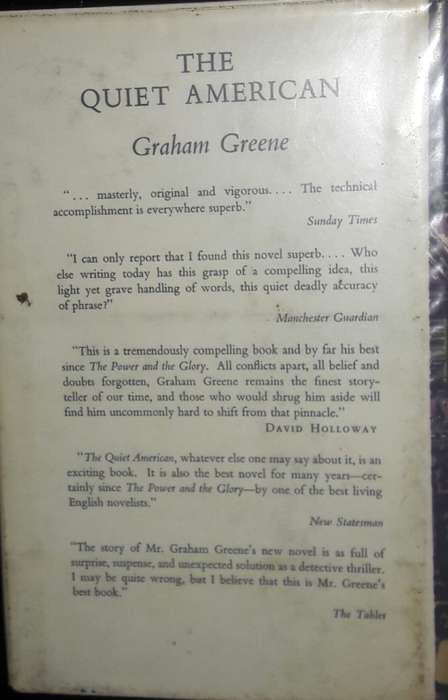 THE
QUIET AMERICAN
Graham Greene
“... masterly, original and vigorous.... The technical
accomplishment is everywhere superb.”
Sunday Times
“I can only report that I found this novel superb.... Who
else writing today has this grasp of a compelling idea, this
light yet grave handling of words, this quiet deadly accuracy
of phrase?”
Manchester Guardian
“This is a tremendously compelling book and by far his best
since The Power and the Glory. All conflicts apart, all belief and
doubts forgotten, Graham Greene remains the finest story-
teller of our time, and those who would shrug him aside will
find him uncommonly hard to shift from that pinnacle.”
DAVID HOLLOWAY
“The Quiet American, whatever else one may say about it, is an
exciting book. It is also the best novel for many years—cer-
tainly since The Power and the Glory—by one of the best living
English novelists.”
New Statesman
“The story of Mr. Graham Greene's new novel is as full of
surprise, suspense, and unexpected solution as a detective thriller.
I may be quite wrong, but I believe that this is Mr. Greene's
best book.”
The Tablet